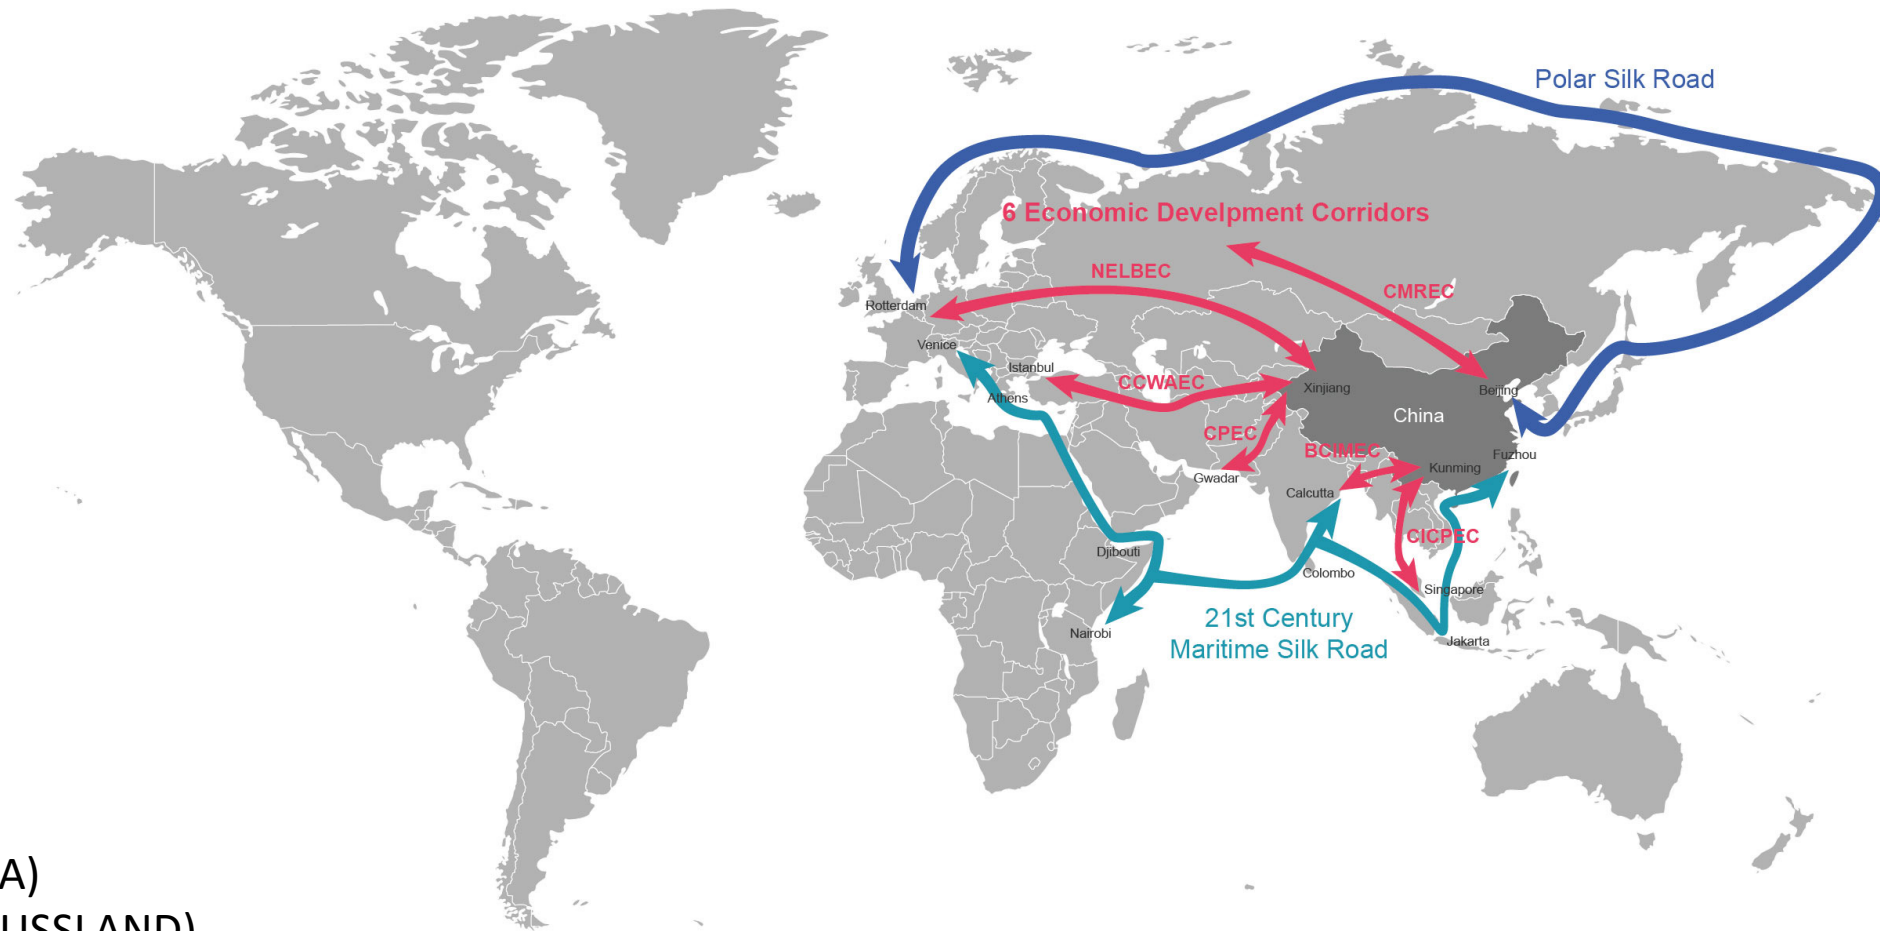 Polar Silk Road
6 Economic Develpment Corridors
NELBEC
CMREC
Rotterdam
Venice
Istanbul
CCWAEC
Xinjiang
Beijing
Athens
China
CPEC
BCIMEC
Fuzhou
Kunming
Gwadar
Calcutta
CICPEC
Djibouti
Colombo
Singapore
21st Century
Maritime Silk Road
Nairobi
Jakarta
A)
USSLAND)